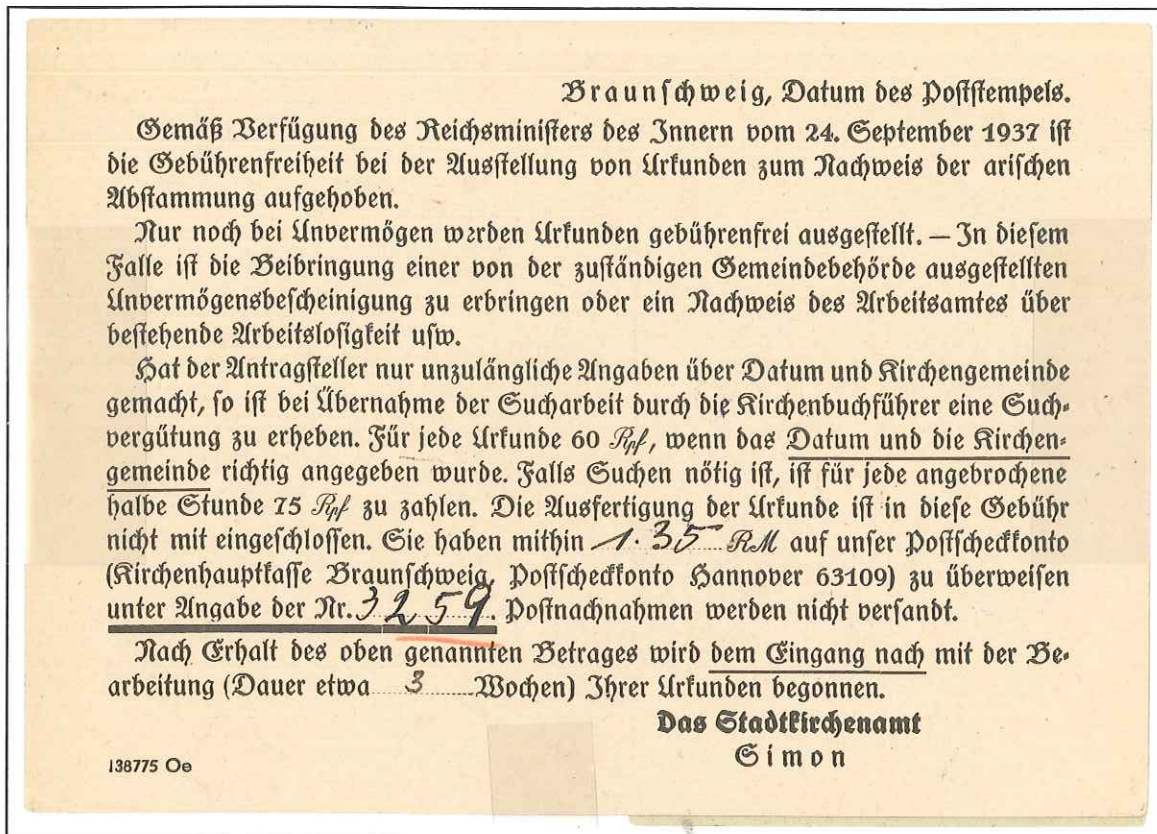 Braunschweig, Datum des Poststempels.
Gemäß Verfügung des Reichsministers des Innern vom 24. September 1937 ist
die Gebührenfreiheit bei der Ausstellung von Urkunden zum Nachweis der arischen
Abstammung aufgehoben.
Nur noch bei Unvermögen werden Urkunden gebührenfrei ausgestellt. — In diesem
Falle ist die Beibringung einer von der zuständigen Gemeindebehörde ausgestellten
Unvermögensbescheinigung zu erbringen oder ein Nachweis des Arbeitsamtes über
bestehende Arbeitslosigkeit usw.
Hat der Antragsteller nur unzulängliche Angaben über Datum und Kirchengemeinde
gemacht, so ist bei Übernahme der Sucharbeit durch die Kirchenbuchführer eine Such-
vergütung zu erheben. Für jede Urkunde 60 Rpf, wenn das Datum und die Kirchen-
gemeinde richtig angegeben wurde. Falls Suchen nötig ist, ist für jede angebrochene
halbe Stunde 75 Rpf zu zahlen. Die Ausfertigung der Urkunde ist in diese Gebühr
nicht mit eingeschlossen. Sie haben mithin 1.35 RM auf unser Postscheckkonto
(Kirchenhauptkasse Braunschweig, Postscheckkonto Hannover 63109) zu überweisen
unter Angabe der Nr. 3259. Postnachnahmen werden nicht versandt.
Nach Erhalt des oben genannten Betrages wird dem Eingang nach mit der Be-
arbeitung (Dauer etwa 3 Wochen) Ihrer Urkunden begonnen.
Das Stadtkirchenamt
Simon
138775 Oe